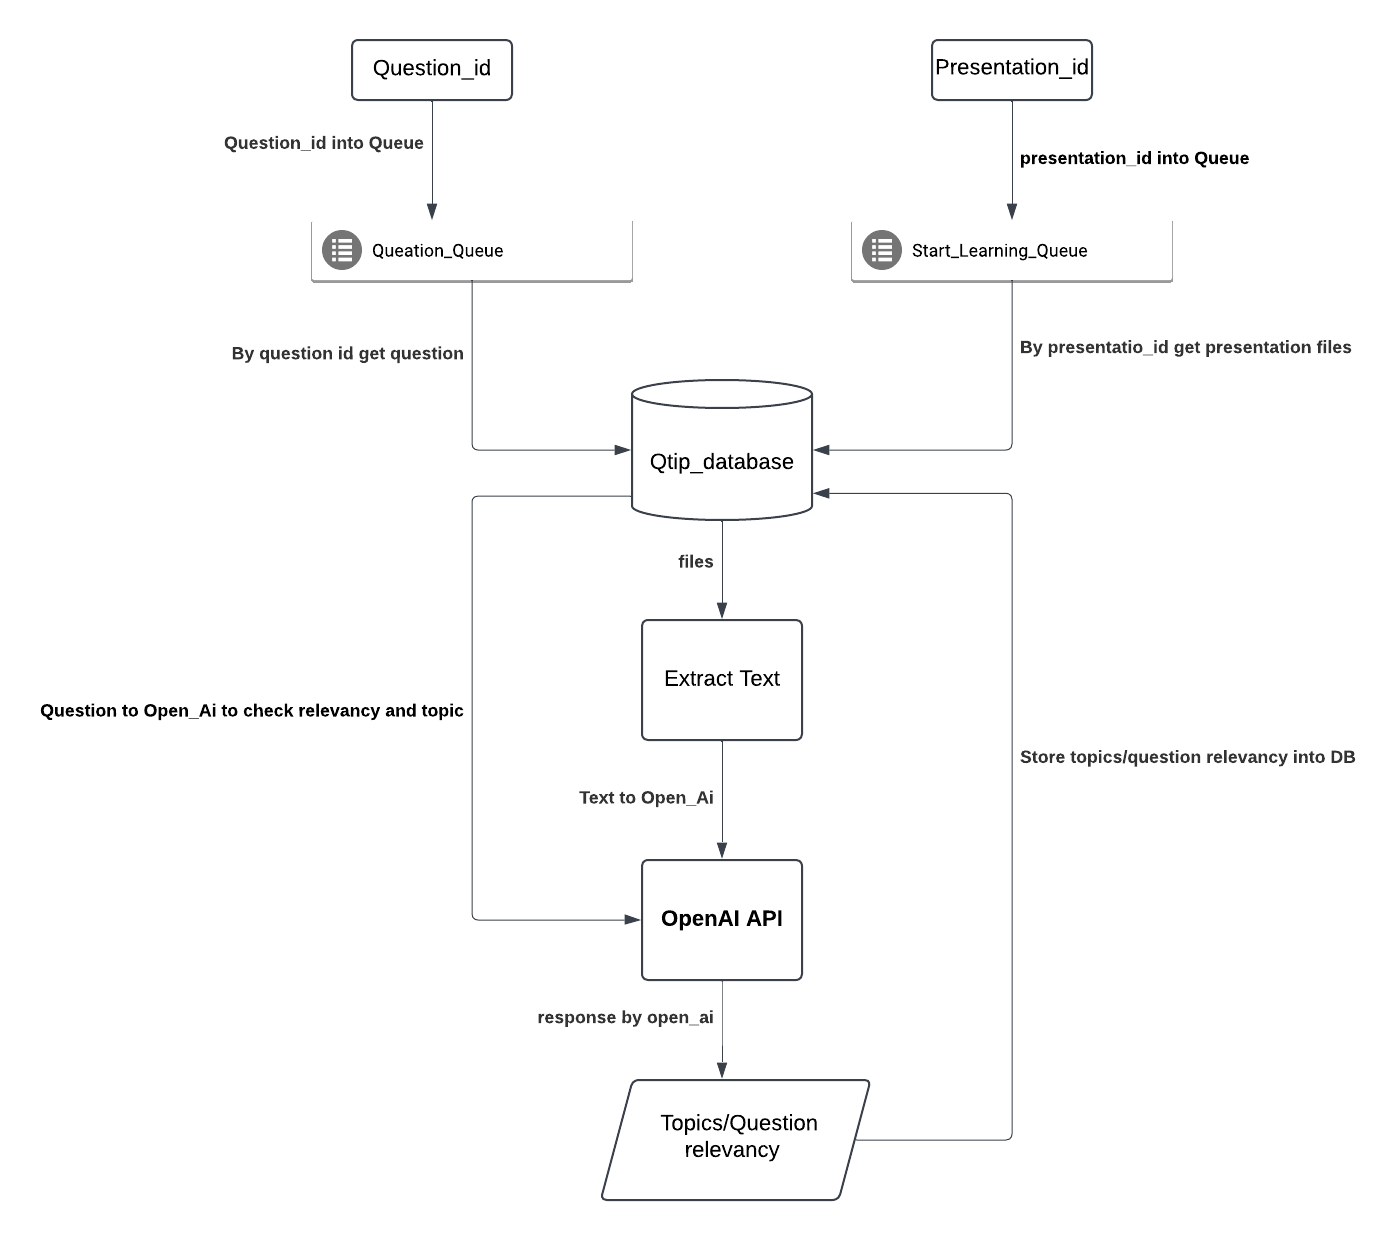 Question_id
Presentation_id
Question_id into Queue
presentation_id into Queue
Queation_Queue
Start_Learning_Queue
By question id get question
By presentatio_id get presentation files
Qtip_database
files
Extract Text
Question to Open_Ai to check relevancy and topic
Store topics/question relevancy into DB
Text to Open_Ai
OpenAI API
response by open_ai
Topics/Question
relevancy